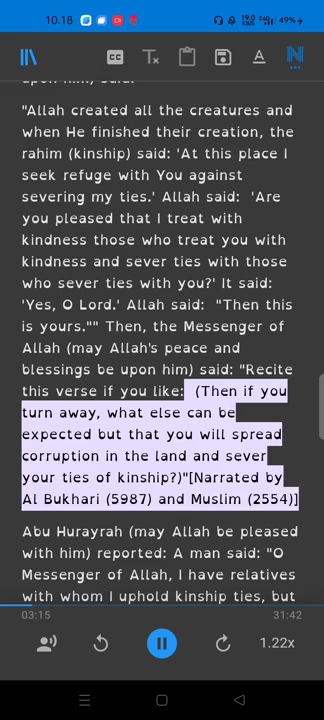 10.18
19.0
KB/S
49%
CC
upon him) said:
"Allah created all the creatures and
when He finished their creation, the
rahim (kinship) said: 'At this place I
seek refuge with You against
severing my ties.' Allah said:  'Are
you pleased that I treat with
kindness those who treat you with
kindness and sever ties with those
who sever ties with you?' It said:
'Yes, O Lord.' Allah said:  "Then this
is yours."" Then, the Messenger of
Allah (may Allah's peace and
blessings be upon him) said: "Recite
this verse if you like:  (Then if you
turn away, what else can be
expected but that you will spread
corruption in the land and sever
your ties of kinship?)"[Narrated by
Al Bukhari (5987) and Muslim (2554)]
Abu Hurayrah (may Allah be pleased
with him) reported: A man said: "O
Messenger of Allah, I have relatives
with whom I uphold kinship ties, but
03:15
31:42
1.22x